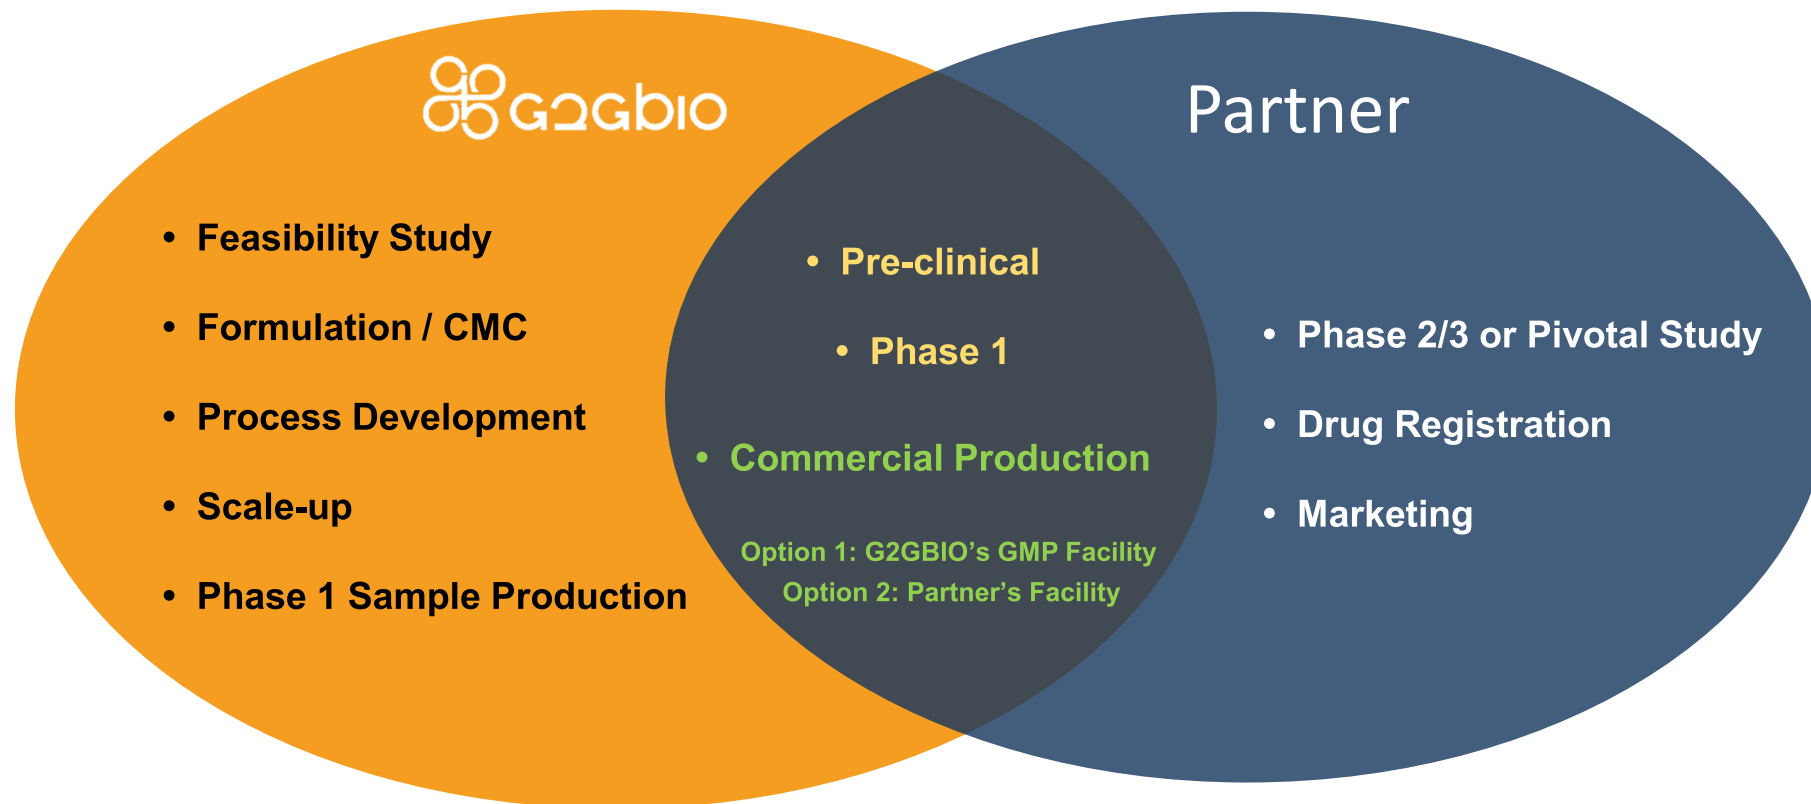 G2GBIO
• Feasibility Study
• Formulation / CMC
• Process Development
• Scale-up
• Phase 1 Sample Production
• Pre-clinical
• Phase 1
• Commercial Production
Option 1: G2GBIO’s GMP Facility
Option 2: Partner’s Facility
Partner
• Phase 2/3 or Pivotal Study
• Drug Registration
• Marketing